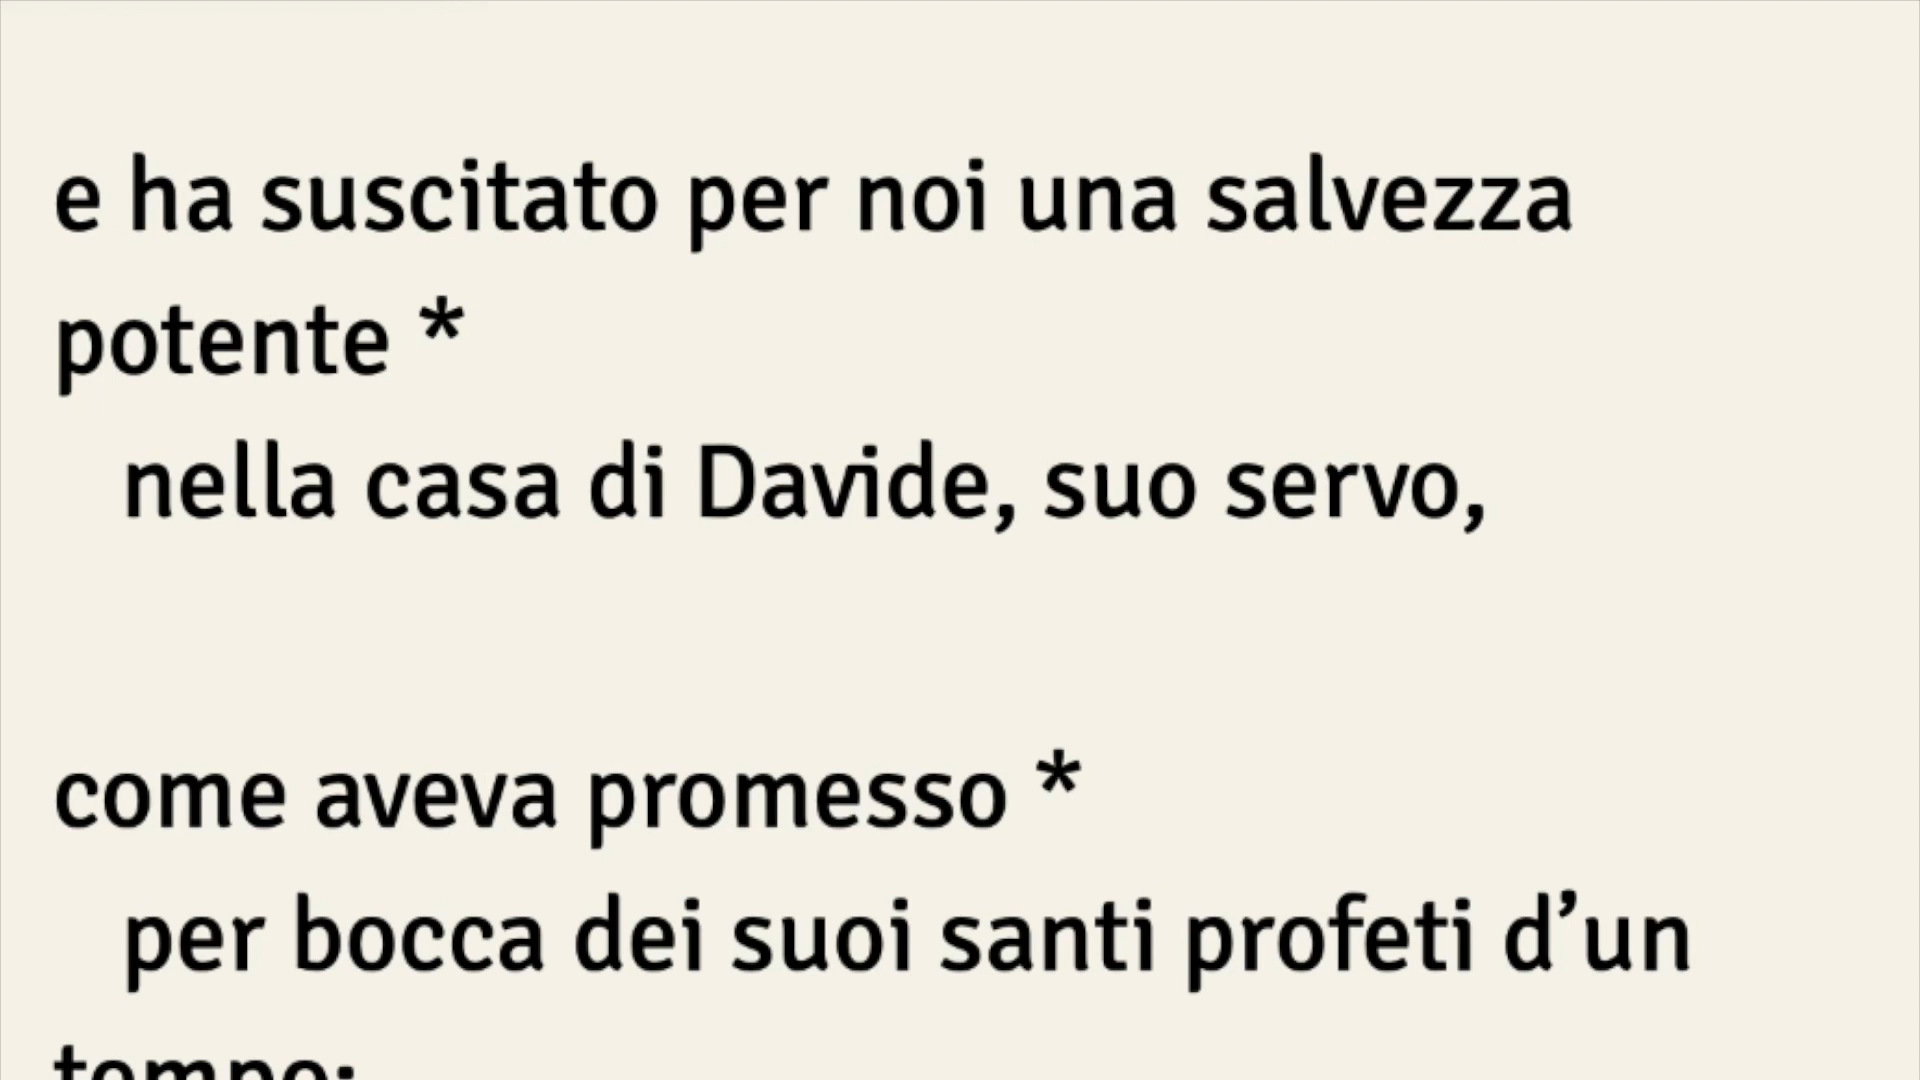 e ha suscitato per noi una salvezza
potente *
nella casa di Davide, suo servo,
come aveva promesso *
per bocca dei suoi santi profeti d’un
tempo: